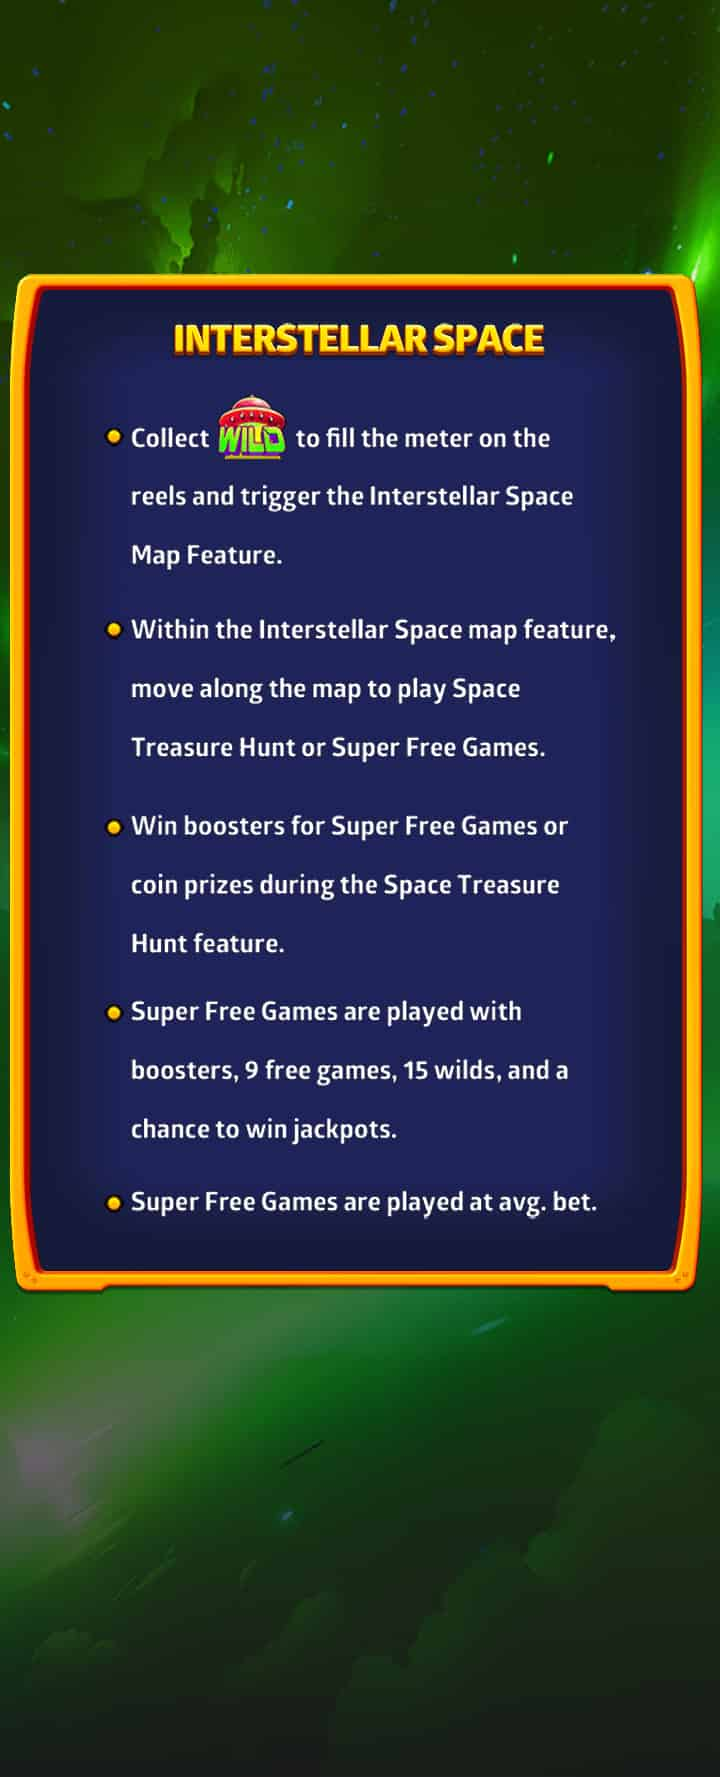 INTERSTELLAR SPACE
Collect WILD to fill the meter on the
reels and trigger the Interstellar Space
Map Feature.
Within the Interstellar Space map feature,
move along the map to play Space
Treasure Hunt or Super Free Games.
Win boosters for Super Free Games or
coin prizes during the Space Treasure
Hunt feature.
Super Free Games are played with
boosters, 9 free games, 15 wilds, and a
chance to win jackpots.
Super Free Games are played at avg. bet.